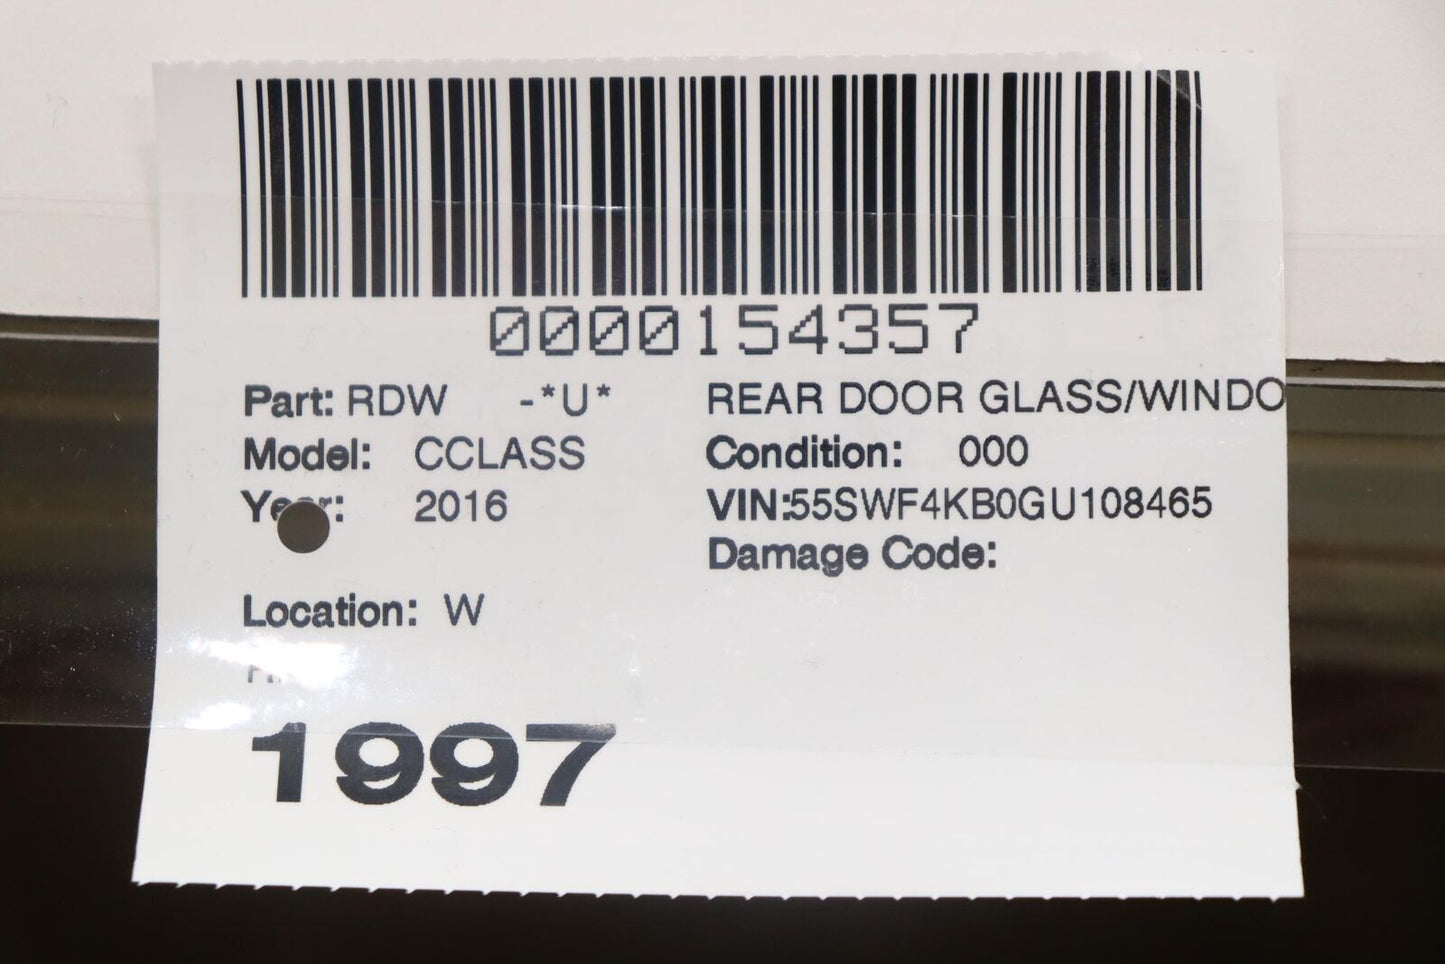 0000154357
Part: RDW -*U* REAR DOOR GLASS/WINDO
Model: CCLASS Condition: 000
Year: 2016 VIN:55SWF4KB0GU108465
Damage Code:
Location: W
1997